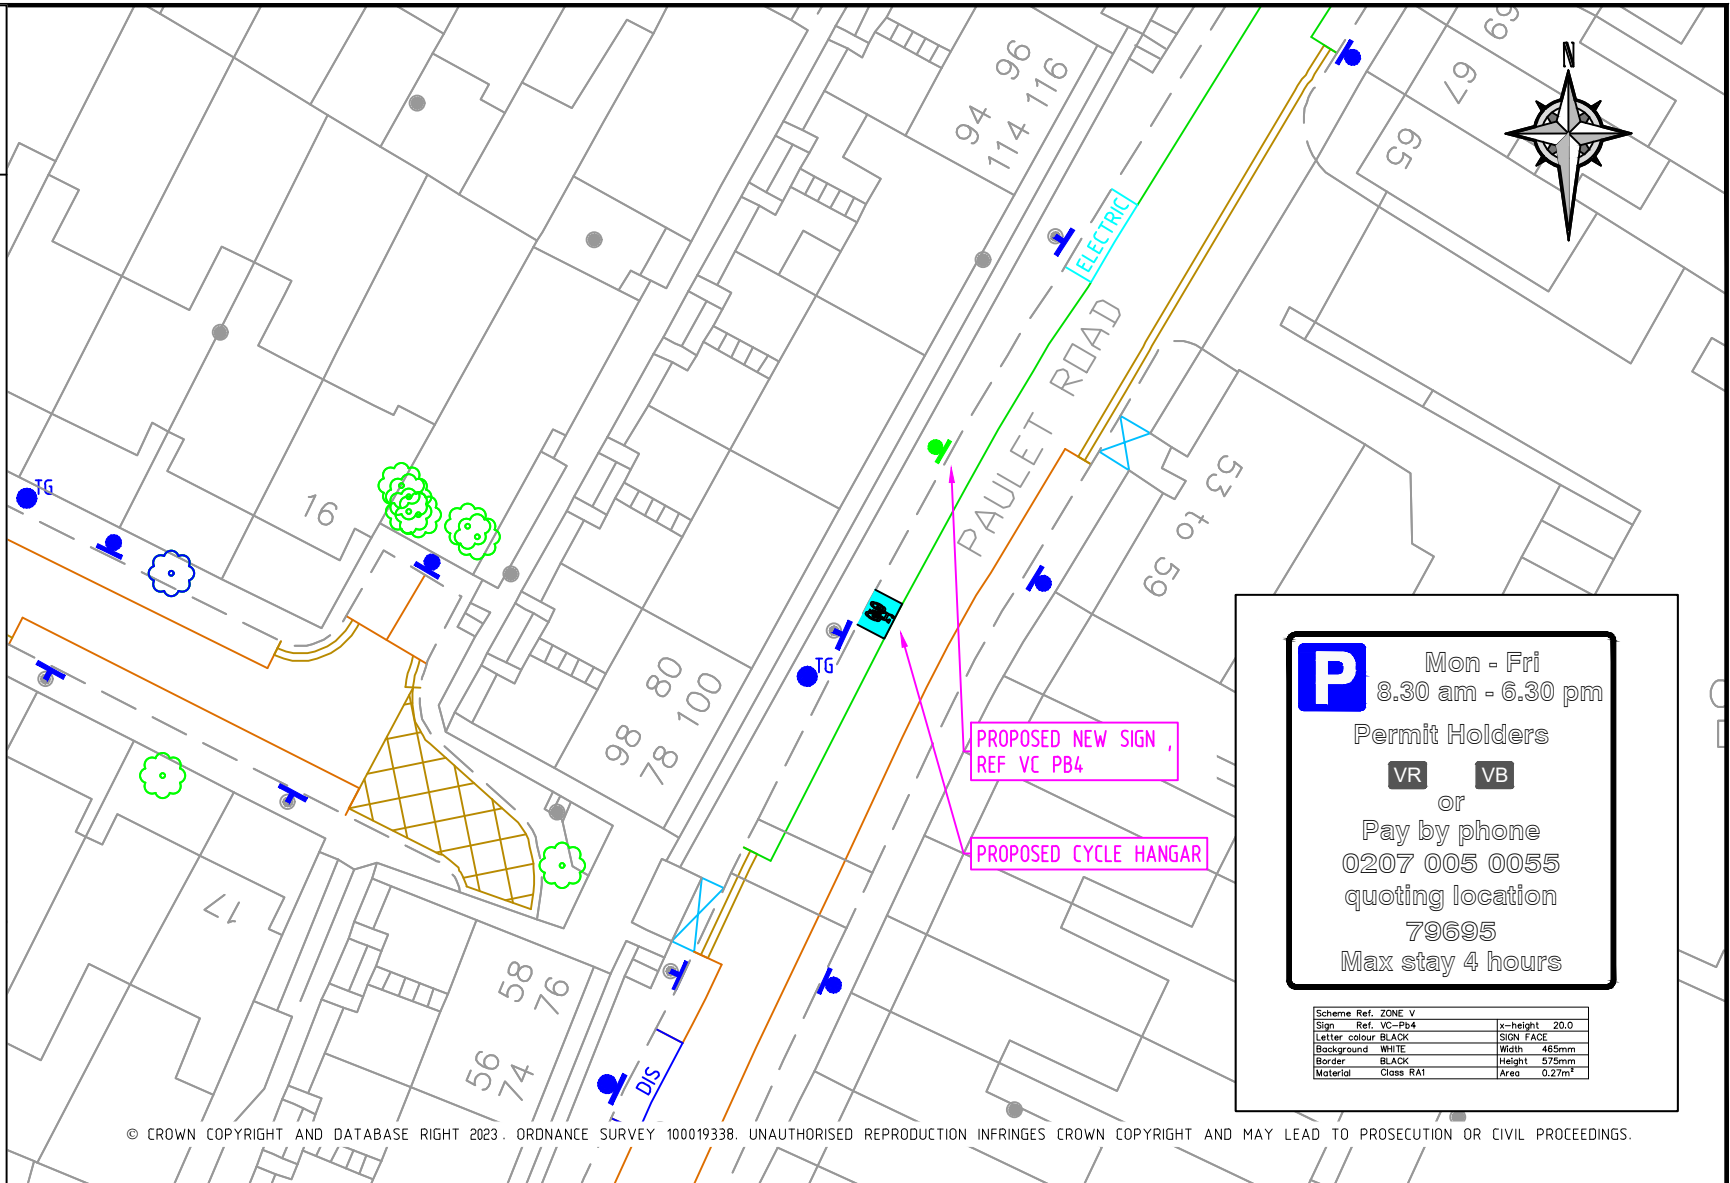 N
69
67
65
94 96
114 116
ELECTRIC
PAULET ROAD
TG
16
53 to 59
TG
98 80
78 100
PROPOSED NEW SIGN ,
REF VC PB4
PROPOSED CYCLE HANGAR
17
58
76
56
74
DIS
P
Mon - Fri
8.30 am - 6.30 pm
Permit Holders
VR VB
or
Pay by phone
0207 005 0055
quoting location
79695
Max stay 4 hours
Scheme Ref. ZONE V
Sign Ref. VC-Pb4 x-height 20.0
Letter colour BLACK SIGN FACE
Background WHITE Width 465mm
Border BLACK Height 575mm
Material Class RA1 Area 0.27m²
© CROWN COPYRIGHT AND DATABASE RIGHT 2023. ORDNANCE SURVEY 100019338. UNAUTHORISED REPRODUCTION INFRINGES CROWN COPYRIGHT AND MAY LEAD TO PROSECUTION OR CIVIL PROCEEDINGS.